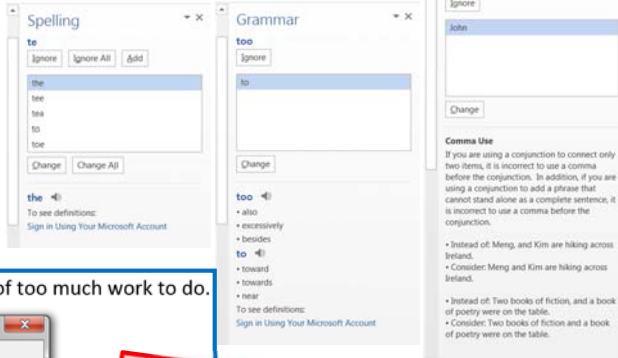 Spelling
te
Ignore Ignore All Add
the
tee
tea
to
toe
Change Change All
the
To see definitions:
Sign in Using Your Microsoft Account
of too much work to do.
Grammar
too
Ignore
to
Change
too
• also
• excessively
• besides
to
• toward
• towards
• near
To see definitions:
Sign in Using Your Microsoft Account
Ignore
John
Change
Comma Use
If you are using a conjunction to connect only
two items, it is incorrect to use a comma
before the conjunction. In addition, if you are
using a conjunction to add a phrase that
cannot stand alone as a complete sentence, it
is incorrect to use a comma before the
conjunction.
• Instead of: Meng, and Kim are hiking across
Ireland.
• Consider: Meng and Kim are hiking across
Ireland.
• Instead of: Two books of fiction, and a book
of poetry were on the table.
• Consider: Two books of fiction and a book
of poetry were on the table.